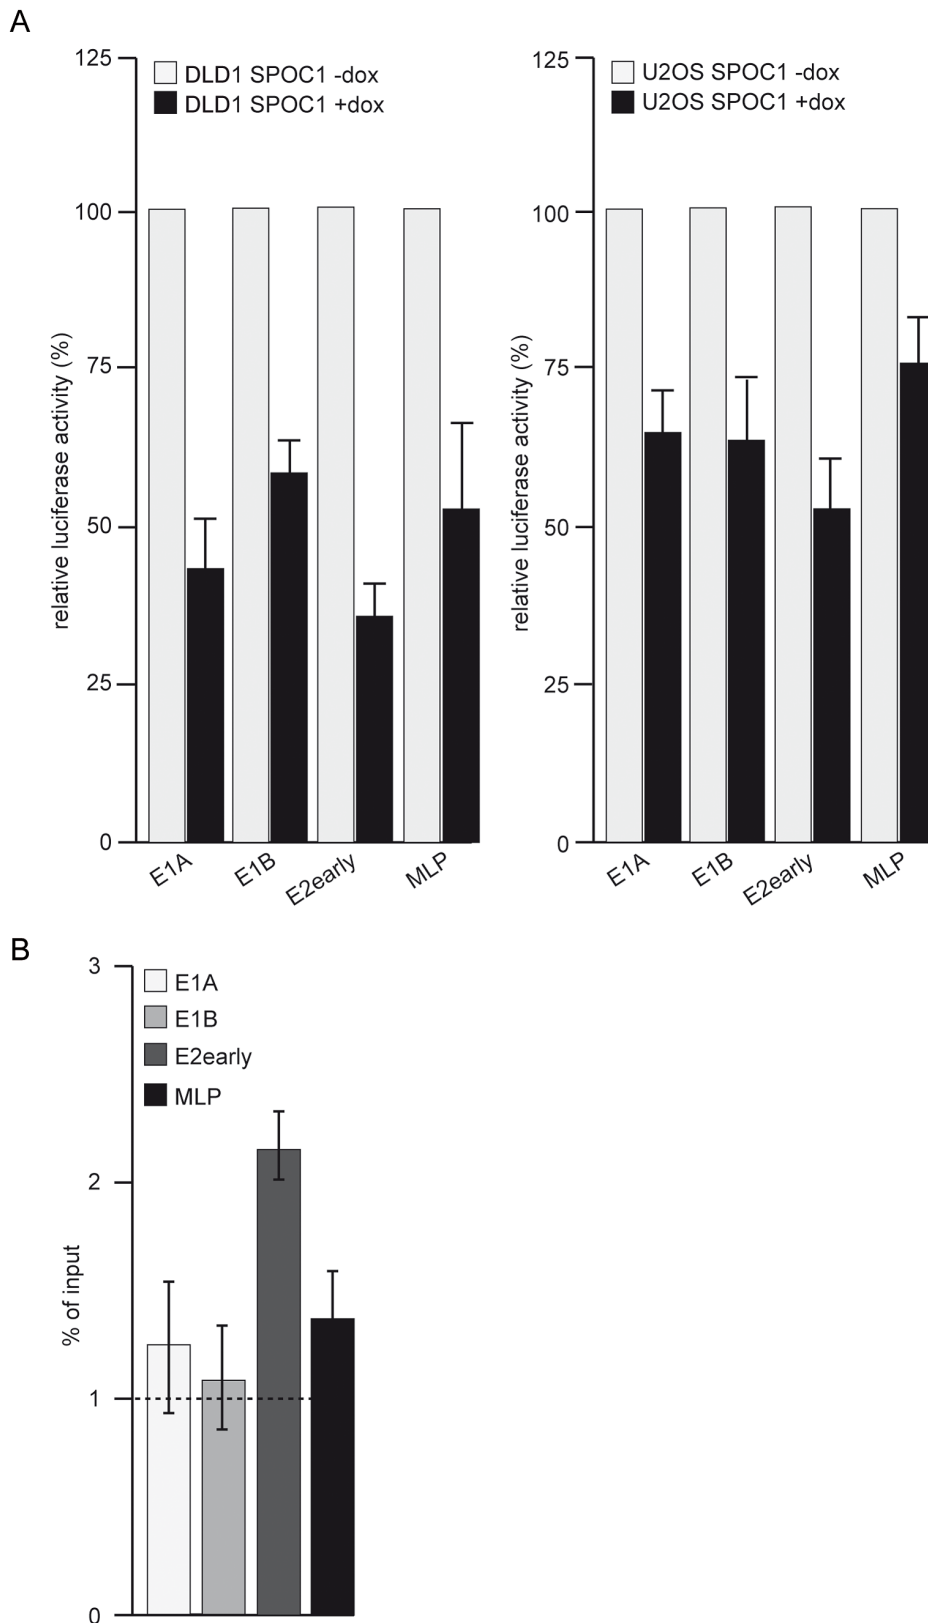 A
125
100
75
50
25
0
relative luciferase activity (%)
DLD1 SPOC1 -dox
DLD1 SPOC1 +dox
E1A
E1B
E2early
MLP
125
100
75
50
25
0
relative luciferase activity (%)
U2OS SPOC1 -dox
U2OS SPOC1 +dox
E1A
E1B
E2early
MLP
B
3
2
1
0
% of input
E1A
E1B
E2early
MLP